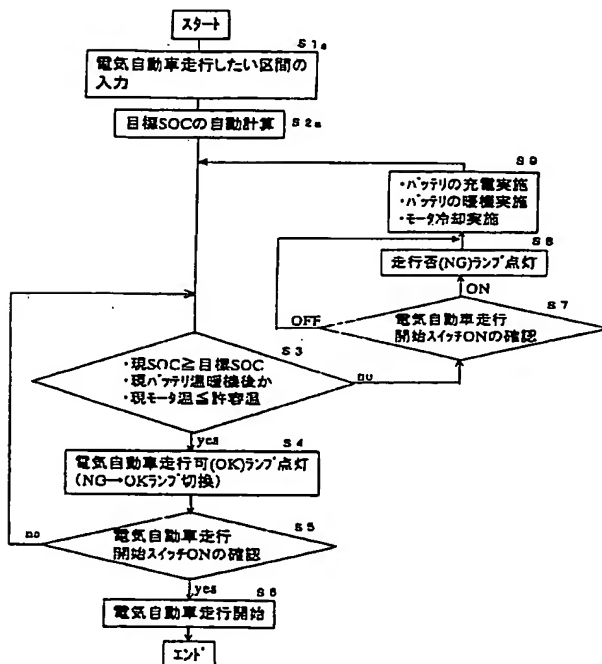 スタート
S1a
電気自動車走行したい区間の
入力
S2a
目標SOCの自動計算
S9
・バッテリの充電実施
・バッテリの暖機実施
・モータ冷却実施
S8
走行否(NG)ランプ点灯
ON
S7
OFF
電気自動車走行
開始スイッチONの確認
S3
・現SOC≧目標SOC
・現バッテリ温暖機後か
・現モータ温≦許容温
no
yes
S4
電気自動車走行可(OK)ランプ点灯
(NG→OKランプ切換)
S5
no
電気自動車走行
開始スイッチONの確認
yes
S6
電気自動車走行開始
エンド